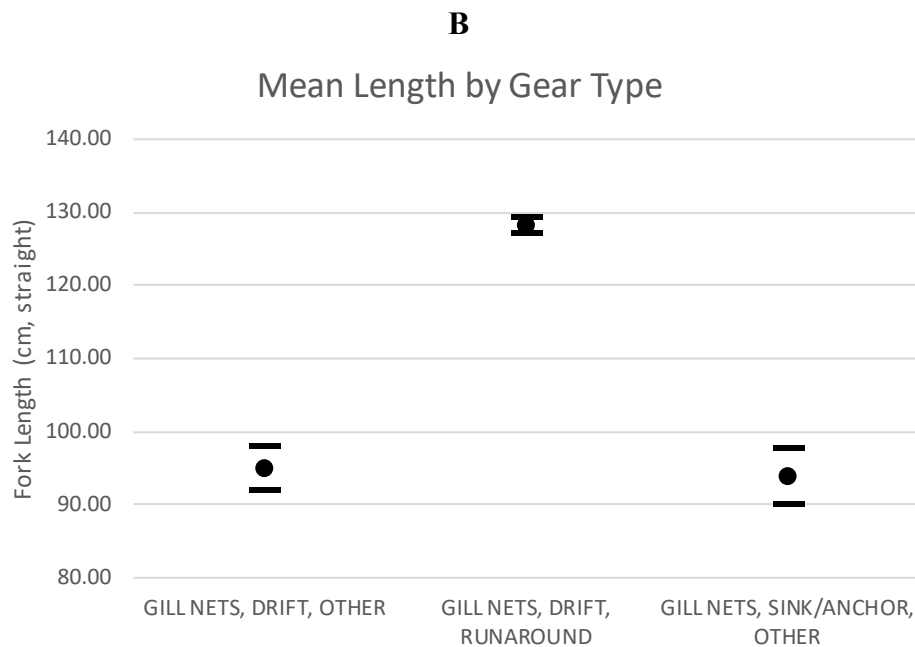 B
Mean Length by Gear Type
140.00
130.00
120.00
110.00
100.00
90.00
80.00
Fork Length (cm, straight)
GILL NETS, DRIFT, OTHER
GILL NETS, DRIFT,
RUNAROUND
GILL NETS, SINK/ANCHOR,
OTHER